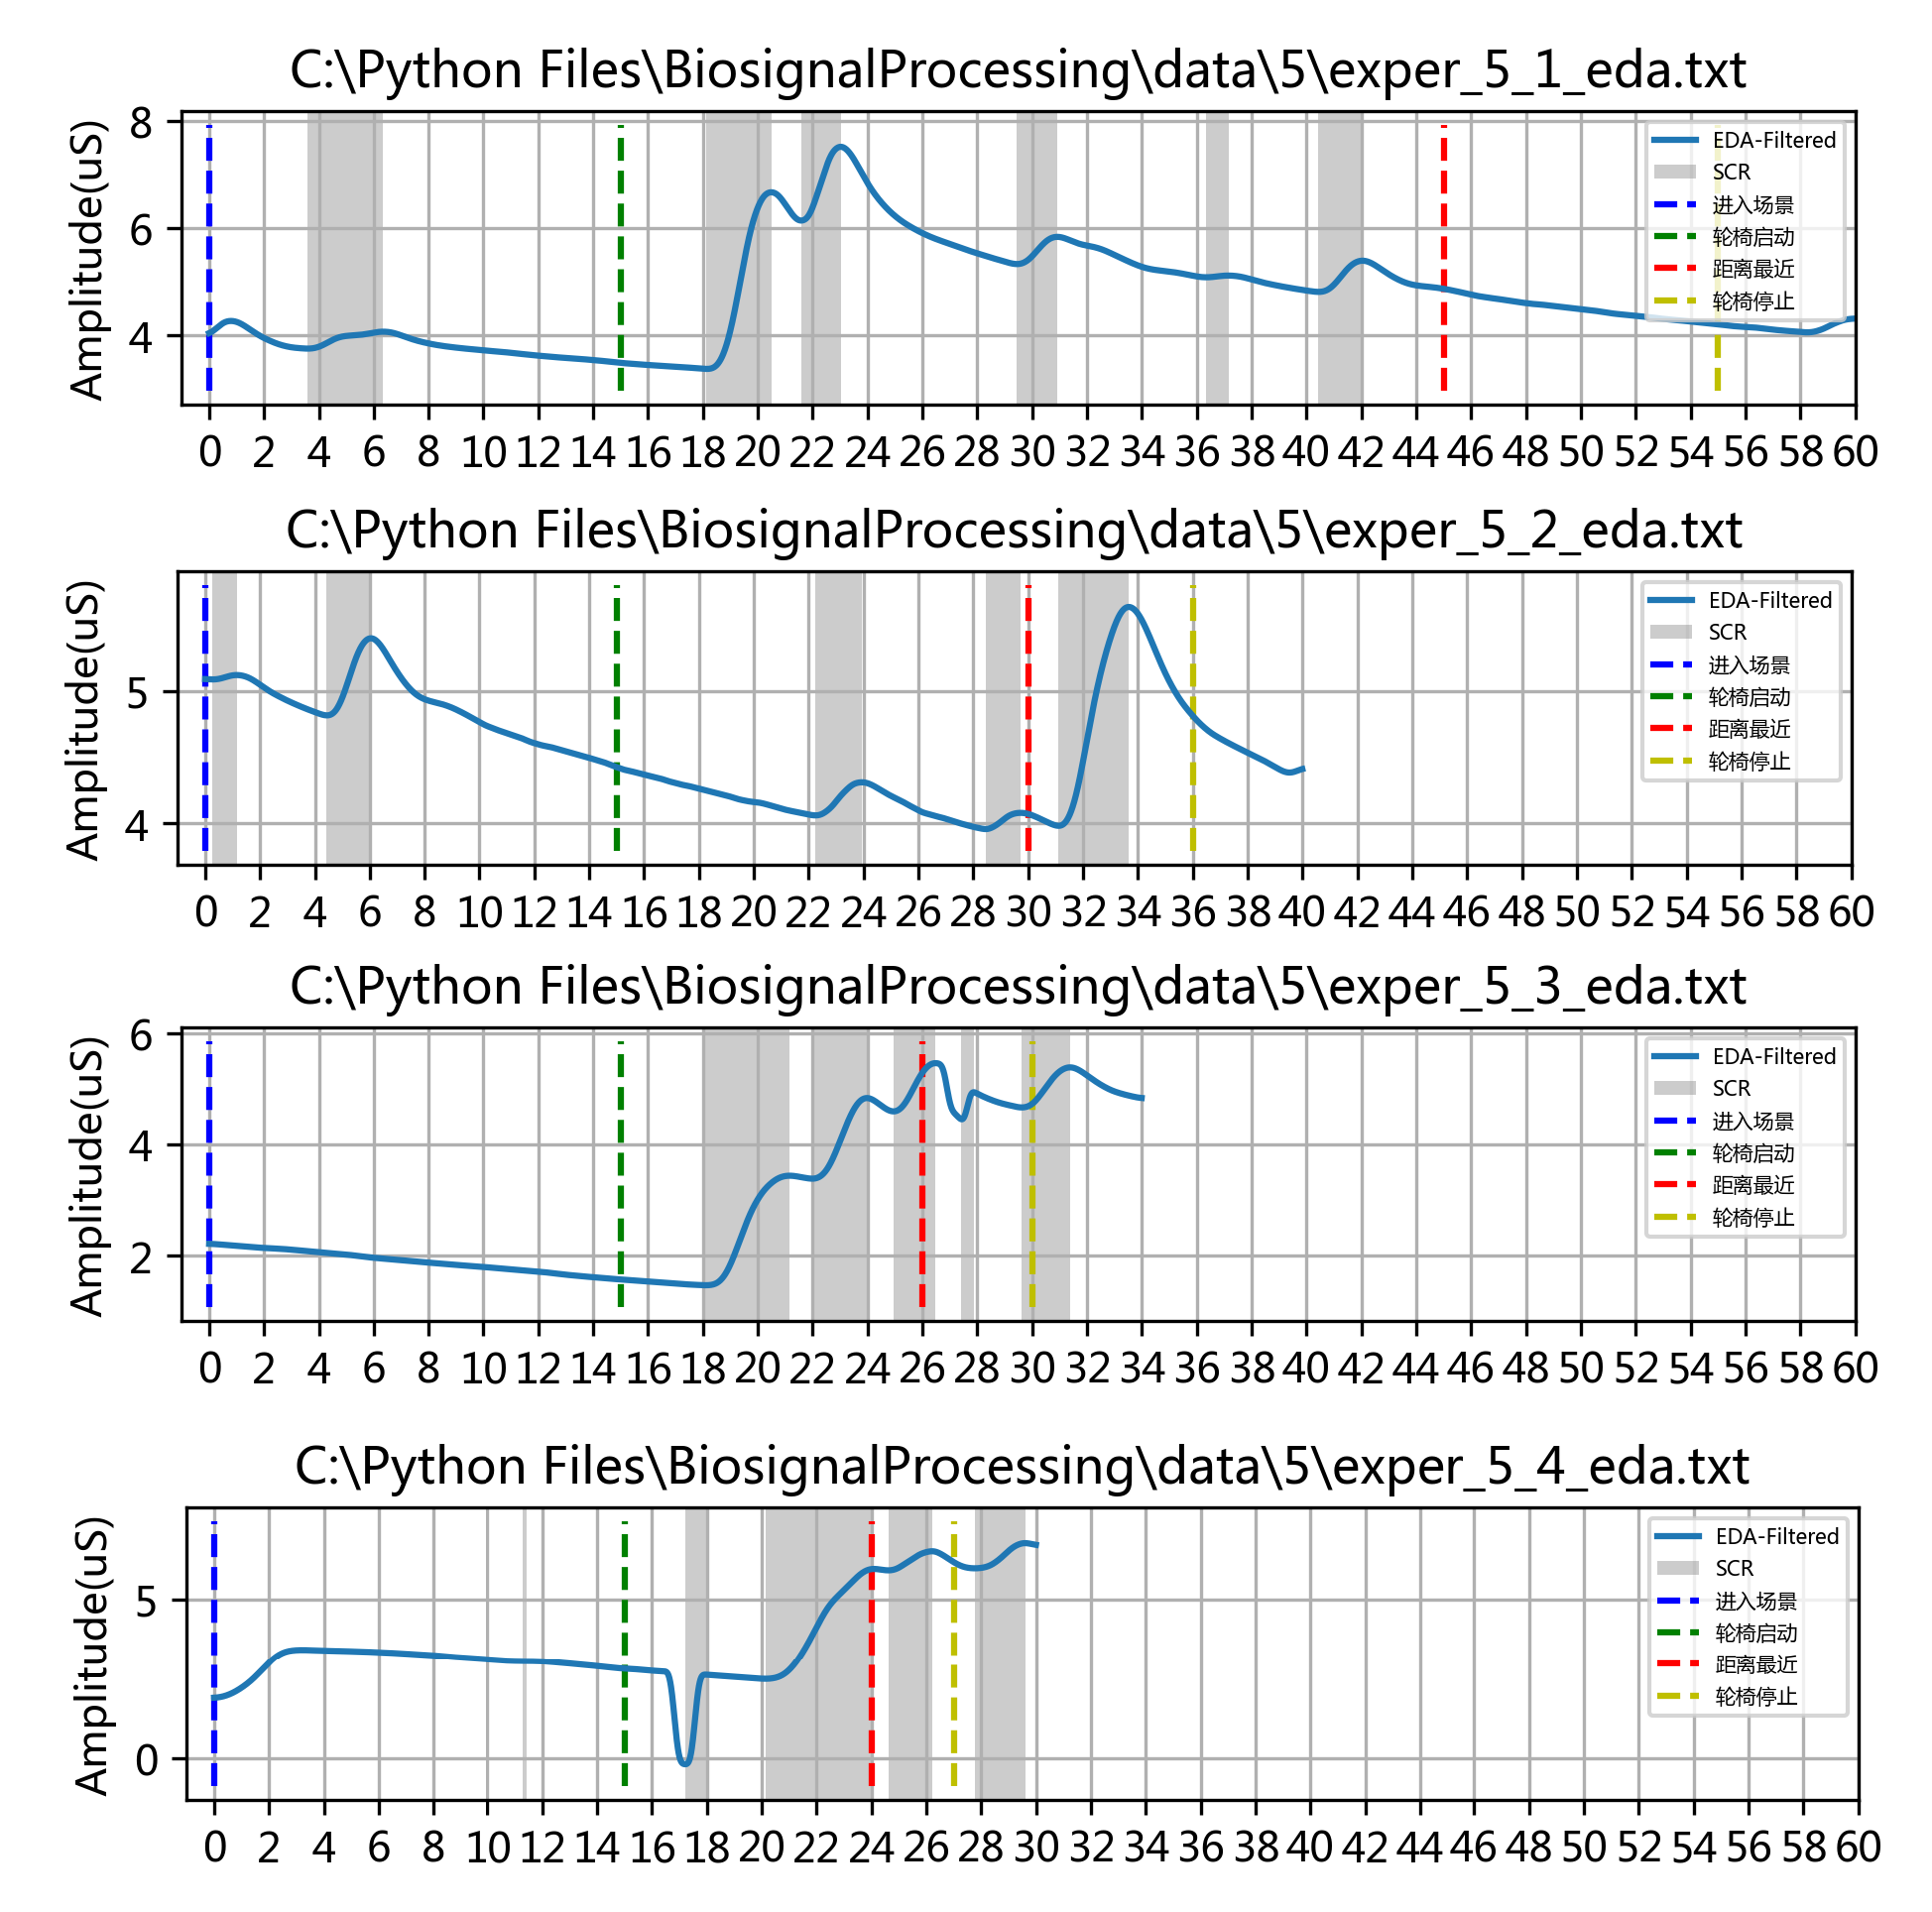 C:\Python Files\BiosignalProcessing\data\5\exper_5_1_eda.txt
Amplitude(uS)
8
6
4
EDA-Filtered
SCR
进入场景
轮椅启动
距离最近
轮椅停止
0 2 4 6 8 10 12 14 16 18 20 22 24 26 28 30 32 34 36 38 40 42 44 46 48 50 52 54 56 58 60
C:\Python Files\BiosignalProcessing\data\5\exper_5_2_eda.txt
Amplitude(uS)
5
4
EDA-Filtered
SCR
进入场景
轮椅启动
距离最近
轮椅停止
0 2 4 6 8 10 12 14 16 18 20 22 24 26 28 30 32 34 36 38 40 42 44 46 48 50 52 54 56 58 60
C:\Python Files\BiosignalProcessing\data\5\exper_5_3_eda.txt
Amplitude(uS)
6
4
2
EDA-Filtered
SCR
进入场景
轮椅启动
距离最近
轮椅停止
0 2 4 6 8 10 12 14 16 18 20 22 24 26 28 30 32 34 36 38 40 42 44 46 48 50 52 54 56 58 60
C:\Python Files\BiosignalProcessing\data\5\exper_5_4_eda.txt
Amplitude(uS)
5
0
EDA-Filtered
SCR
进入场景
轮椅启动
距离最近
轮椅停止
0 2 4 6 8 10 12 14 16 18 20 22 24 26 28 30 32 34 36 38 40 42 44 46 48 50 52 54 56 58 60